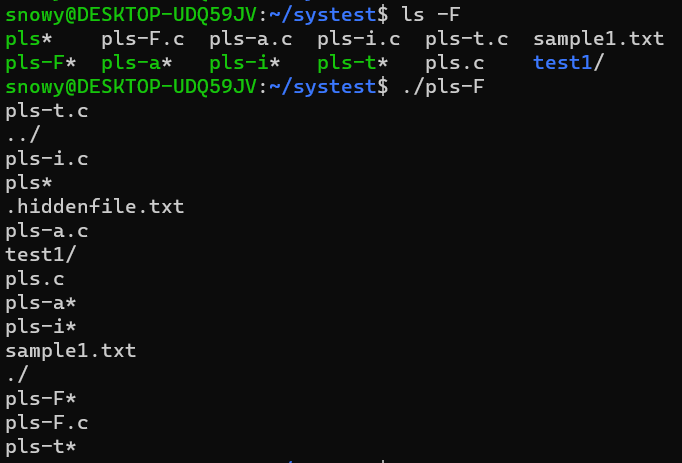 snowy@DESKTOP-UDQ59JV:~/systest$ ls -F
pls*     pls-F.c  pls-a.c  pls-i.c  pls-t.c  sample1.txt
pls-F*  pls-a*   pls-i*   pls-t*   pls.c    test1/
snowy@DESKTOP-UDQ59JV:~/systest$ ./pls-F
pls-t.c
../
pls-i.c
pls*
.hiddenfile.txt
pls-a.c
test1/
pls.c
pls-a*
pls-i*
sample1.txt
./
pls-F*
pls-F.c
pls-t*